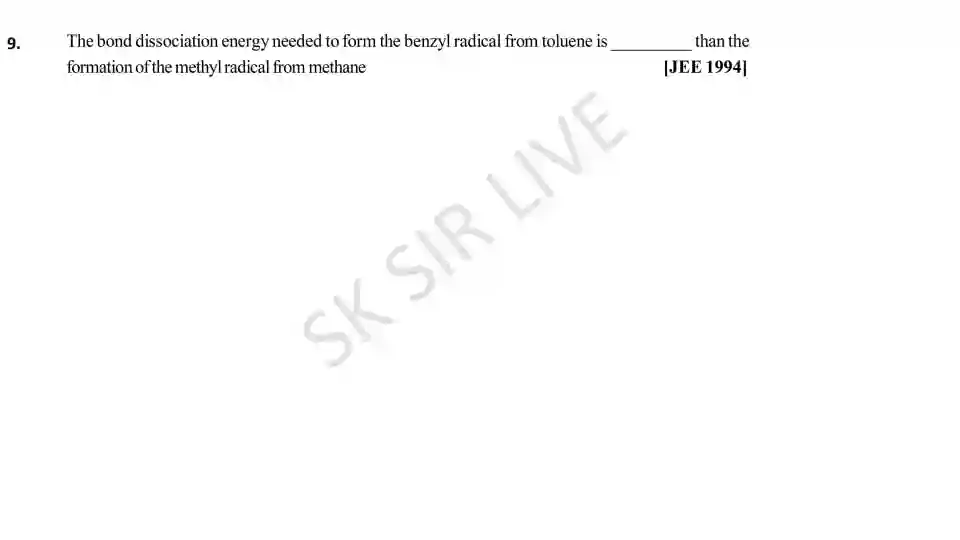 9. The bond dissociation energy needed to form the benzyl radical from toluene is _________ than the
formation of the methyl radical from methane [JEE 1994]
SK SIR LIVE